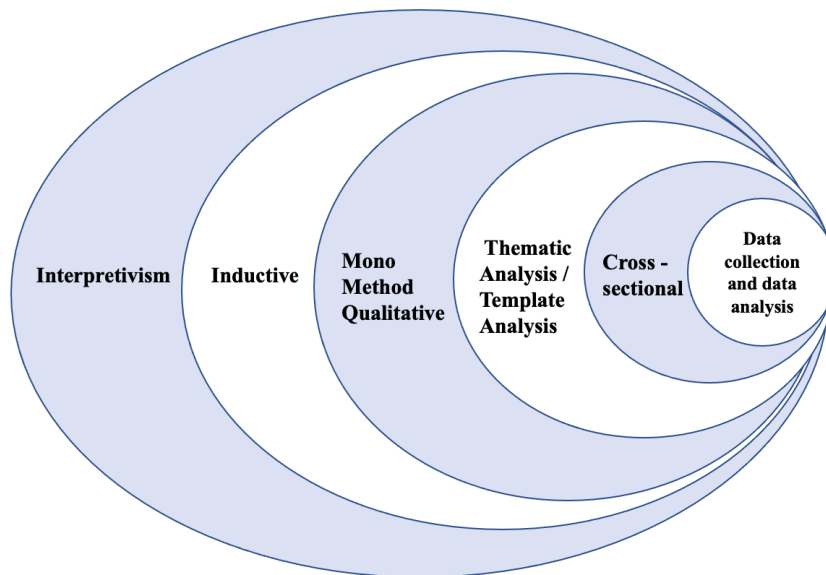 Interpretivism
Inductive
Mono
Method
Qualitative
Thematic
Analysis /
Template
Analysis
Cross -
sectional
Data
collection
and data
analysis